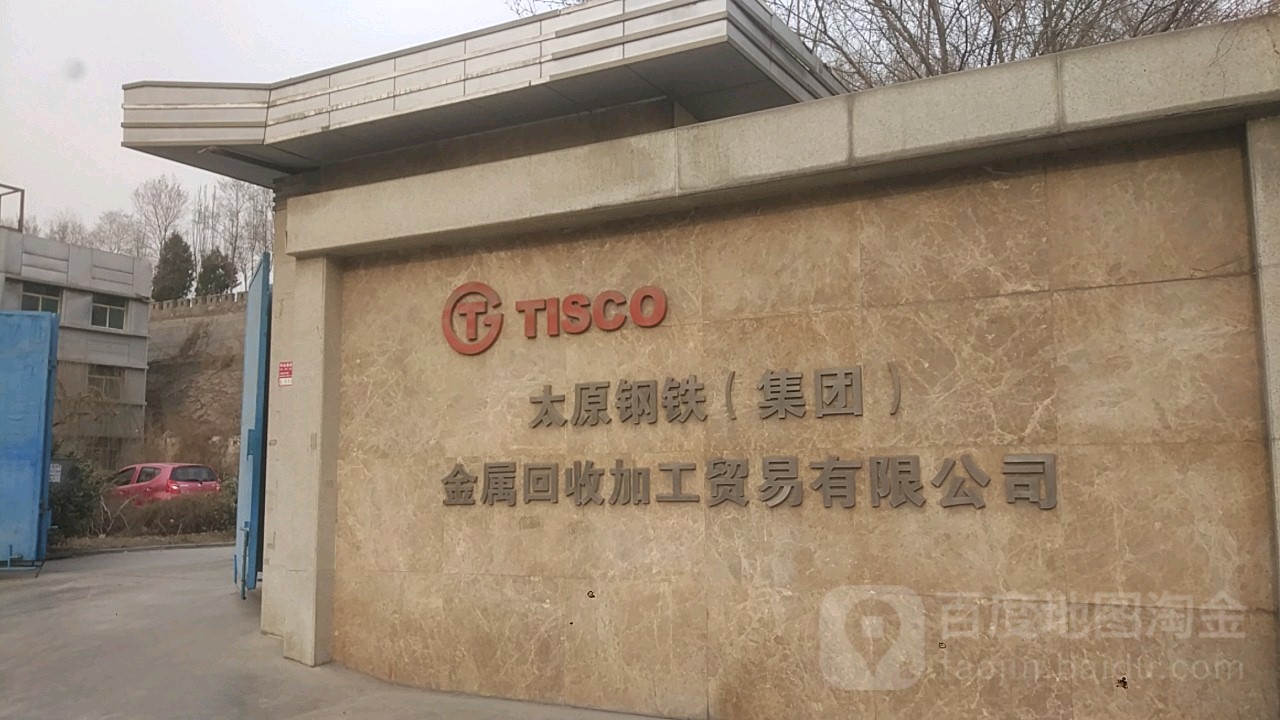 TISCO
太原钢铁（集团）
金属回收加工贸易有限公司
百度地图淘金
taojin.baidu.com